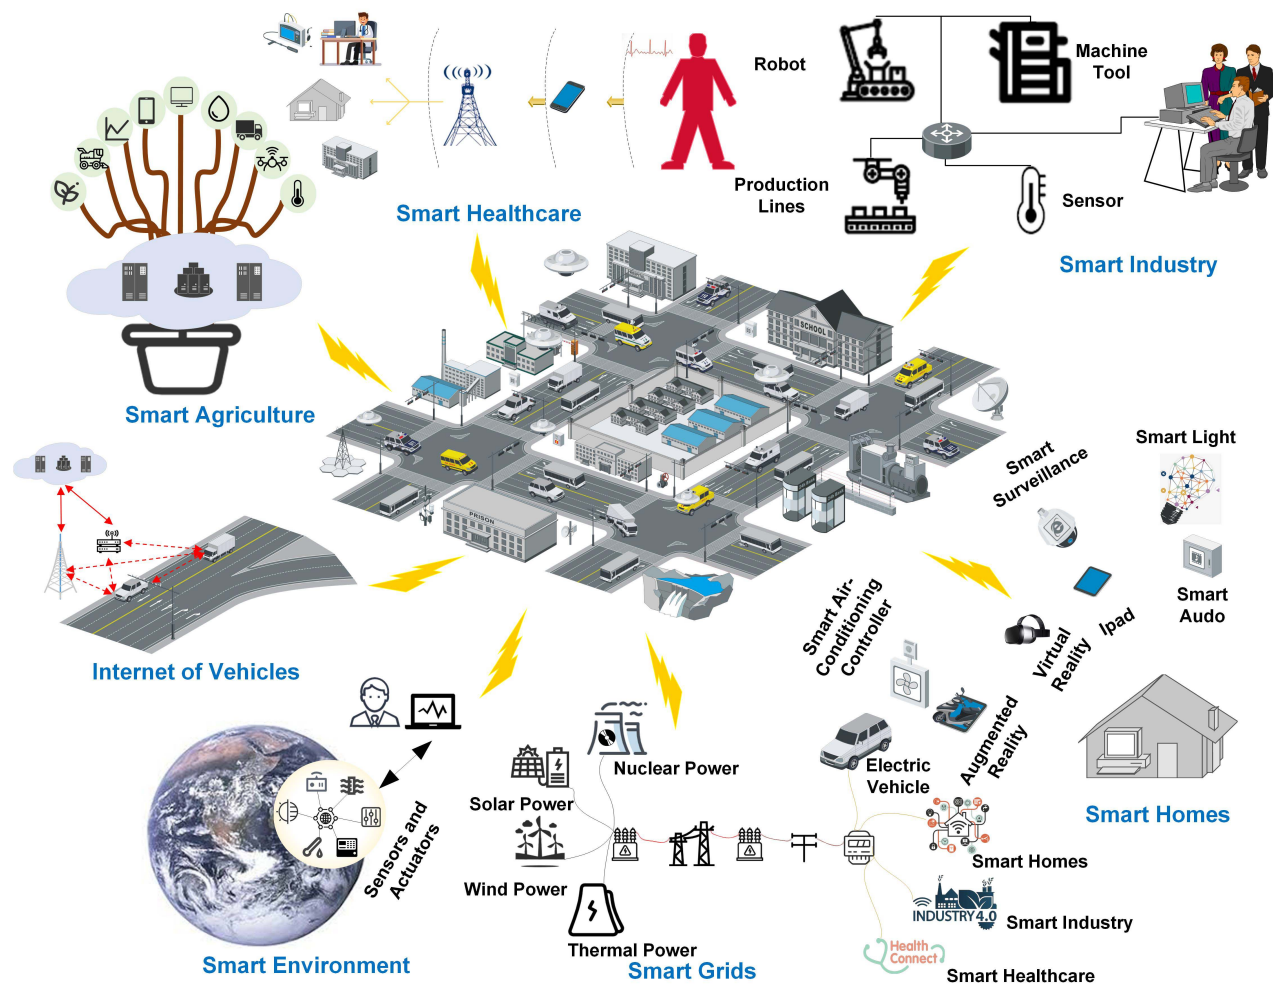 Robot
Machine
Tool
Production
Lines
Sensor
Smart Healthcare
Smart Industry
SCHOOL
Smart Agriculture
PRISON
Smart
Surveillance
Smart Light
Smart
Audo
Ipad
Virtual
Reality
Smart Air-
Conditioning
Controller
Augmented
Reality
Electric
Vehicle
Smart Homes
Internet of Vehicles
Sensors and
Actuators
Smart Environment
Nuclear Power
Solar Power
Wind Power
Thermal Power
Smart Grids
Smart Homes
INDUSTRY 4.0
Smart Industry
Health
Connect
Smart Healthcare